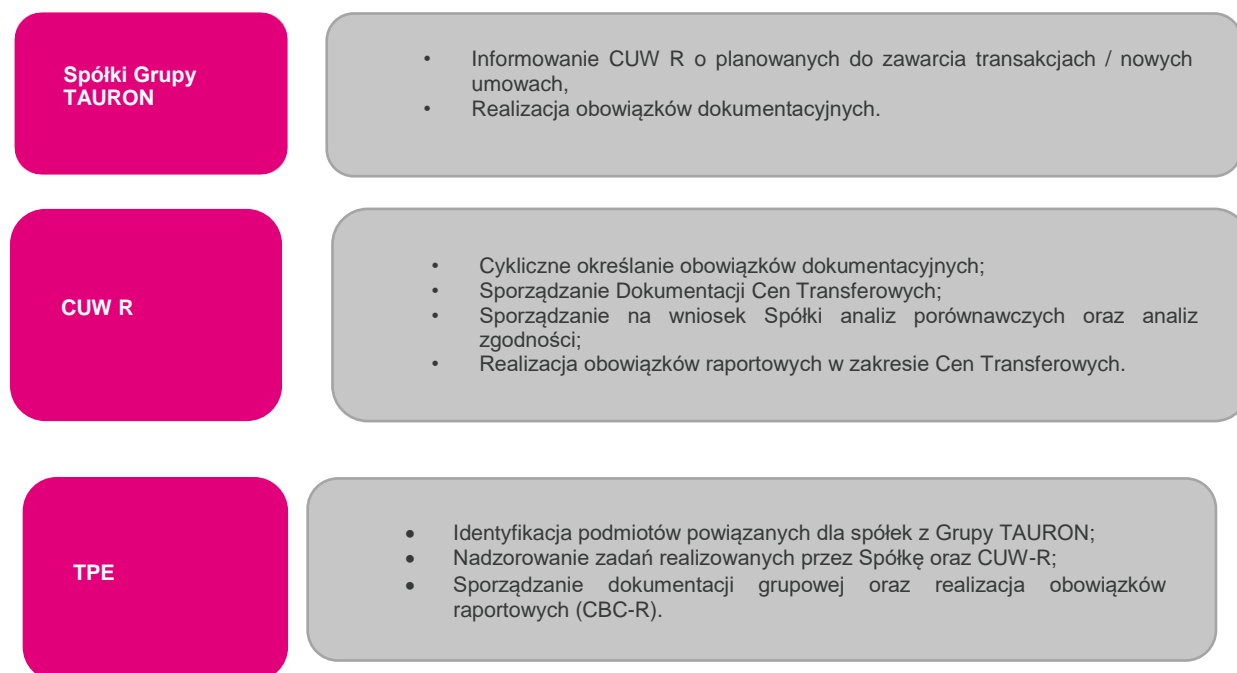 Spółki Grupy
TAURON
• Informowanie CUW R o planowanych do zawarcia transakcjach / nowych
umowach,
• Realizacja obowiązków dokumentacyjnych.
CUW R
• Cykliczne określanie obowiązków dokumentacyjnych;
• Sporządzanie Dokumentacji Cen Transferowych;
• Sporządzanie na wniosek Spółki analiz porównawczych oraz analiz
zgodności;
• Realizacja obowiązków raportowych w zakresie Cen Transferowych.
TPE
• Identyfikacja podmiotów powiązanych dla spółek z Grupy TAURON;
• Nadzorowanie zadań realizowanych przez Spółkę oraz CUW-R;
• Sporządzanie dokumentacji grupowej oraz realizacja obowiązków
raportowych (CBC-R).